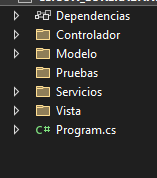 Dependencias
Controlador
Modelo
Pruebas
Servicios
Vista
C# Program.cs